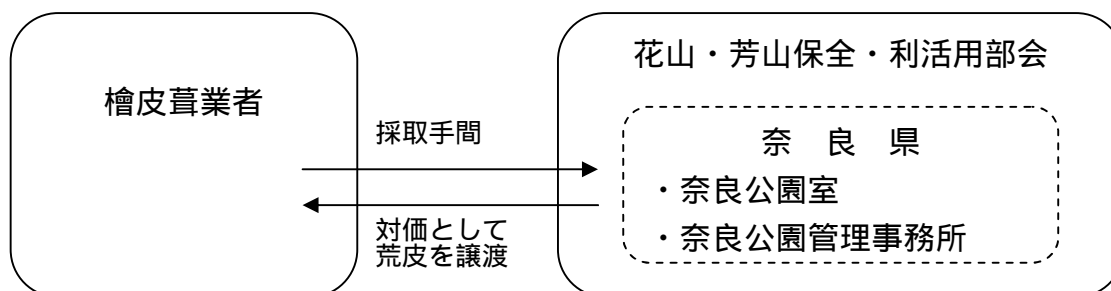 花山・芳山保全・利活用部会
檜皮葺業者
採取手間
奈　良　県
・奈良公園室
対価として
荒皮を譲渡
・奈良公園管理事務所